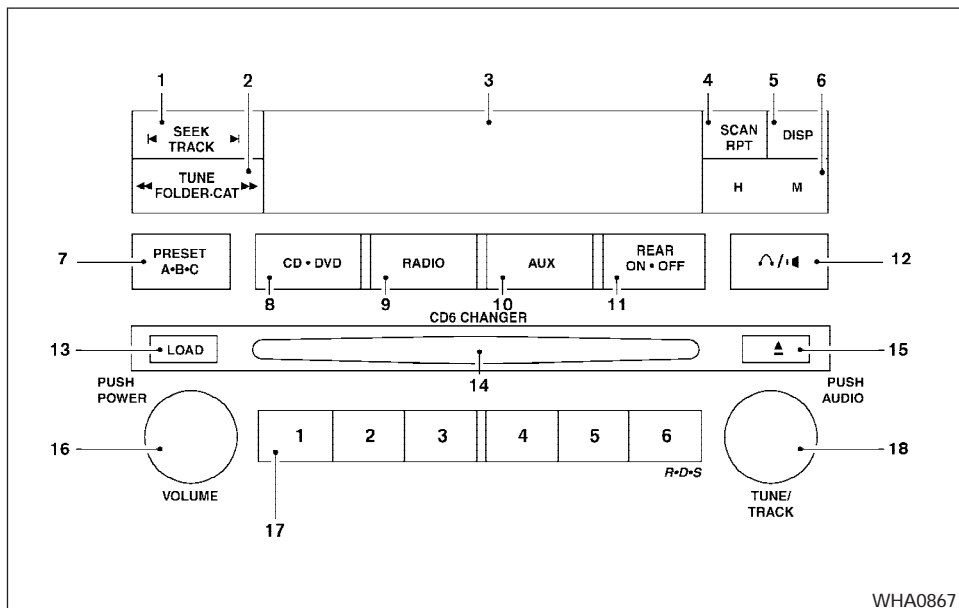 1
2
3
4
5
6
SEEK
TRACK
TUNE
FOLDER•CAT
SCAN
RPT
DISP
H
M
7
PRESET
A•B•C
CD • DVD
RADIO
AUX
REAR
ON • OFF
12
8
9
10
11
CD6 CHANGER
13
LOAD
14
15
PUSH
POWER
PUSH
AUDIO
16
VOLUME
1
2
3
4
5
6
R•D•S
17
18
TUNE/
TRACK
WHA0867